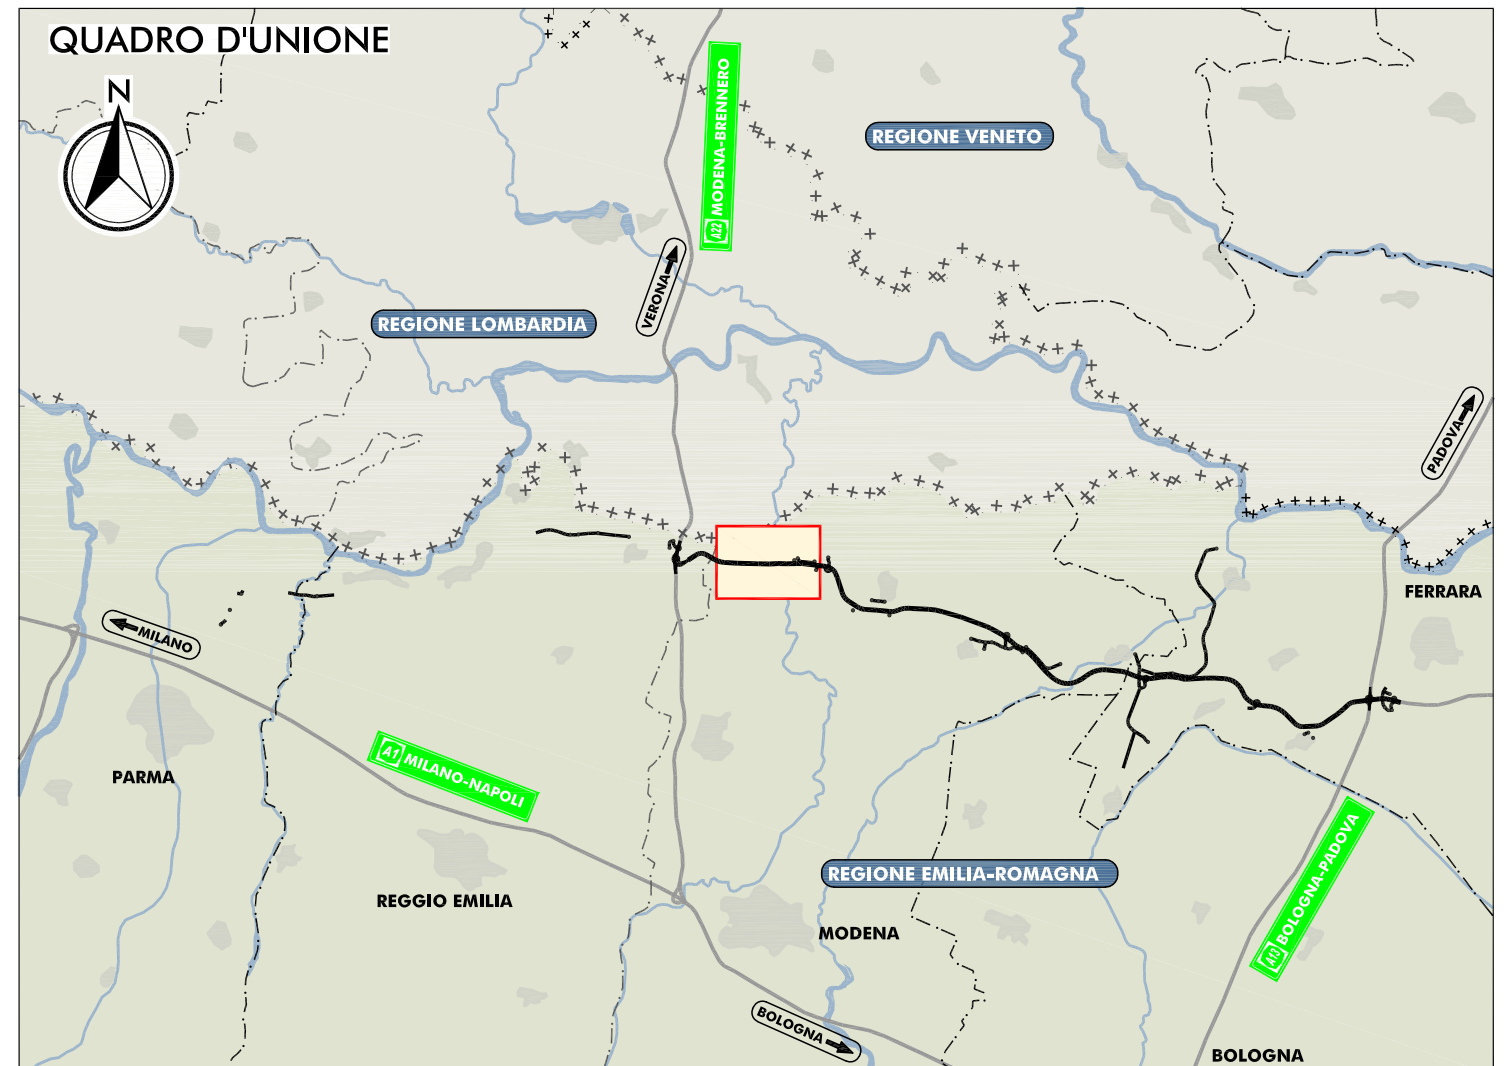 QUADRO D'UNIONE
N
A22 MODENA-BRENNERO
REGIONE VENETO
VERONA
REGIONE LOMBARDIA
PADOVA
FERRARA
MILANO
PARMA
A1 MILANO-NAPOLI
REGGIO EMILIA
REGIONE EMILIA-ROMAGNA
MODENA
A13 BOLOGNA-PADOVA
BOLOGNA
BOLOGNA